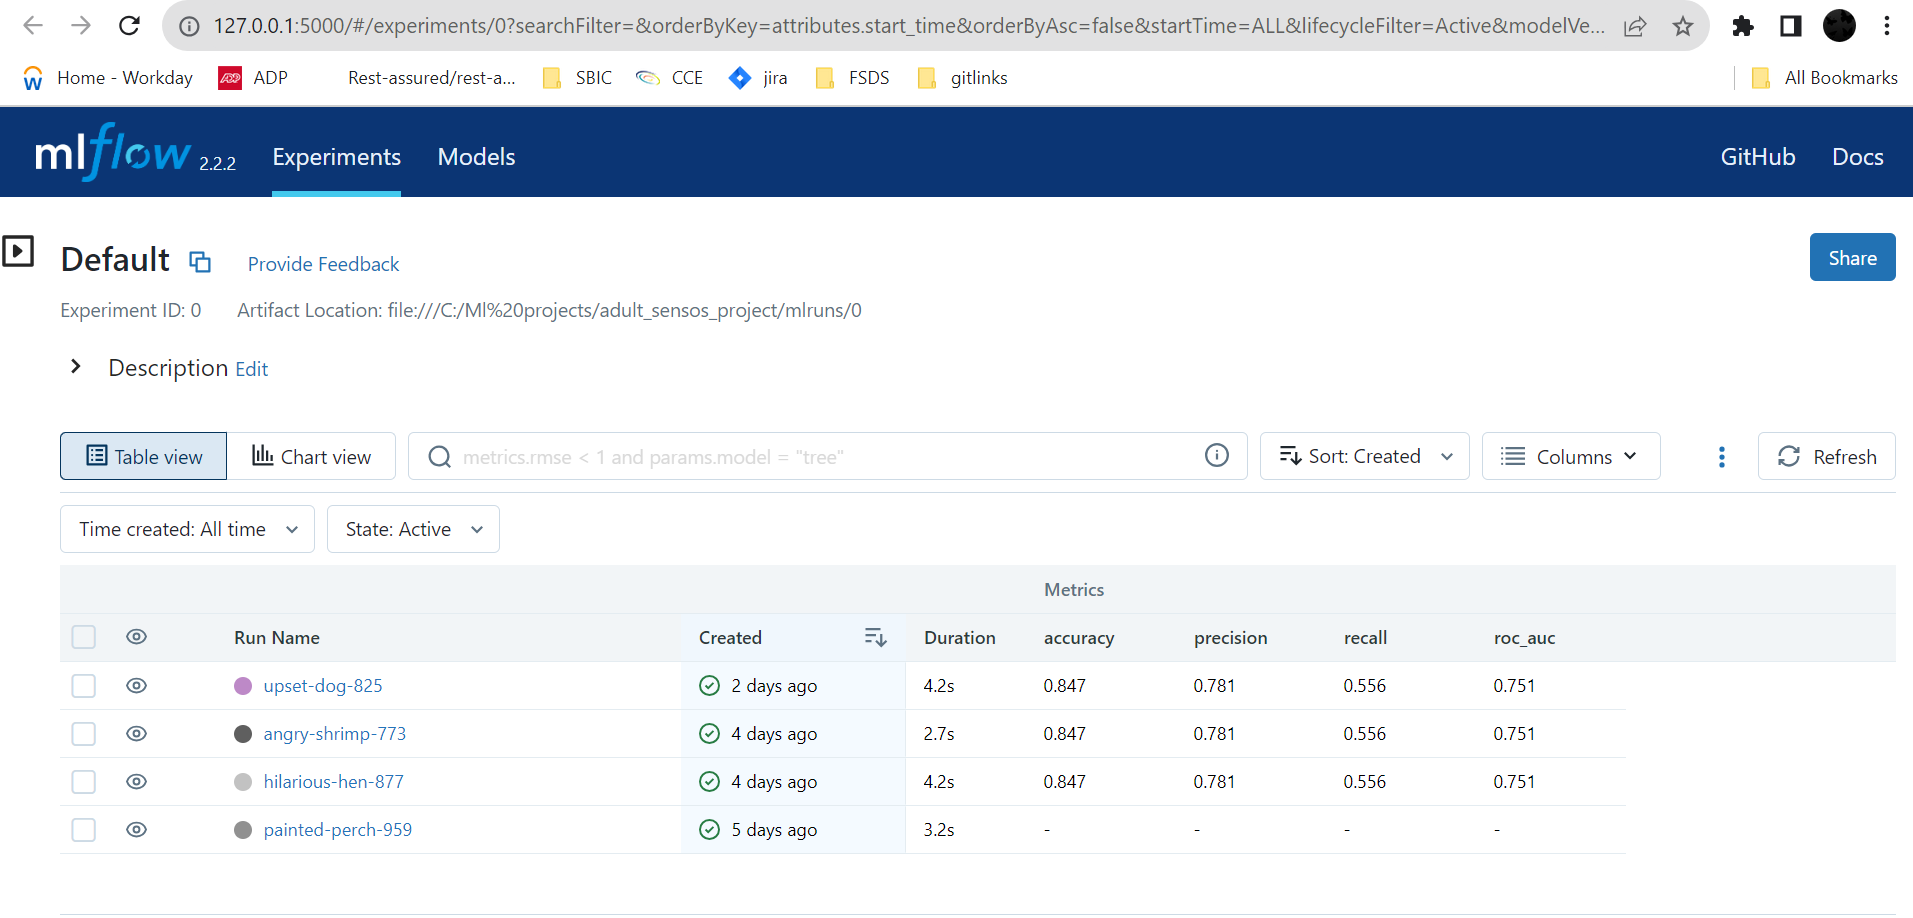 127.0.0.1:5000/#/experiments/0?searchFilter=&orderByKey=attributes.start_time&orderByAsc=false&startTime=ALL&lifecycleFilter=Active&modelVe...
Home - Workday ADP Rest-assured/rest-a... SBIC CCE jira FSDS gitlinks All Bookmarks
mlflow 2.2.2 Experiments Models GitHub Docs
Default Provide Feedback Share
Experiment ID: 0 Artifact Location: file:///C:/Ml%20projects/adult_sensos_project/mlruns/0
Description Edit
Table view Chart view metrics.rmse < 1 and params.model = "tree" Sort: Created Columns Refresh
Time created: All time State: Active
Metrics
Run Name Created Duration accuracy precision recall roc_auc
upset-dog-825 2 days ago 4.2s 0.847 0.781 0.556 0.751
angry-shrimp-773 4 days ago 2.7s 0.847 0.781 0.556 0.751
hilarious-hen-877 4 days ago 4.2s 0.847 0.781 0.556 0.751
painted-perch-959 5 days ago 3.2s - - - -